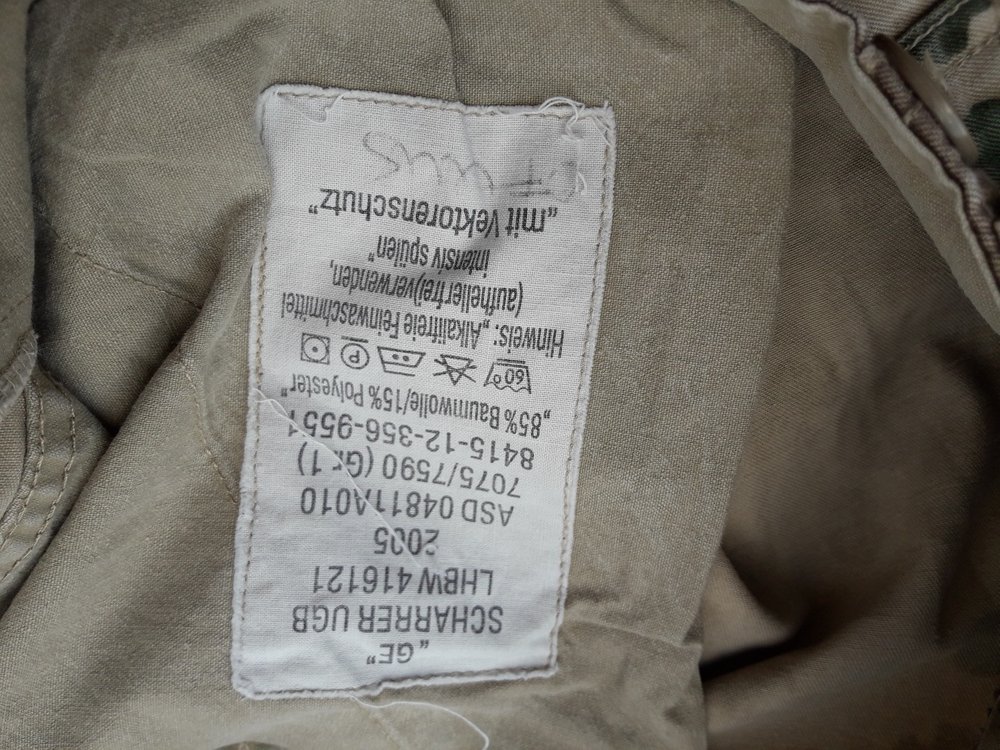 „GE”
SCHARRER UGB
LHBW 416121
2005
ASD 04811A010
7075/7590 (Gr. 1)
8415-12-356-9551
„85% Baumwolle/15% Polyester”
60°
P
Hinweis: „Alkalifreie Feinwaschmittel
(aufhellerfrei)verwenden,
intensiv spülen”
„mit Vektorenschutz”